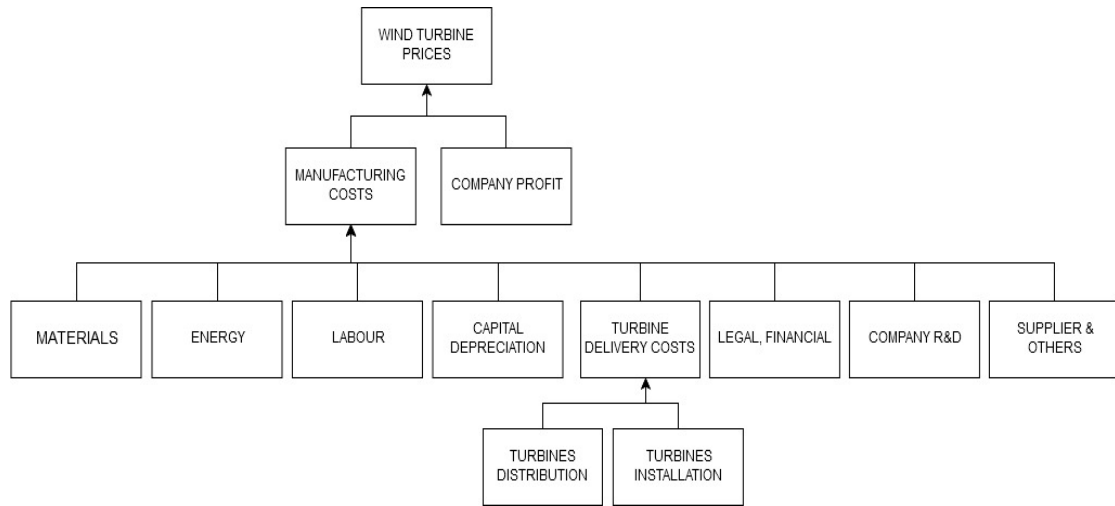 WIND TURBINE
PRICES
MANUFACTURING
COSTS
COMPANY PROFIT
MATERIALS
ENERGY
LABOUR
CAPITAL
DEPRECIATION
TURBINE
DELIVERY COSTS
LEGAL, FINANCIAL
COMPANY R&D
SUPPLIER &
OTHERS
TURBINES
DISTRIBUTION
TURBINES
INSTALLATION